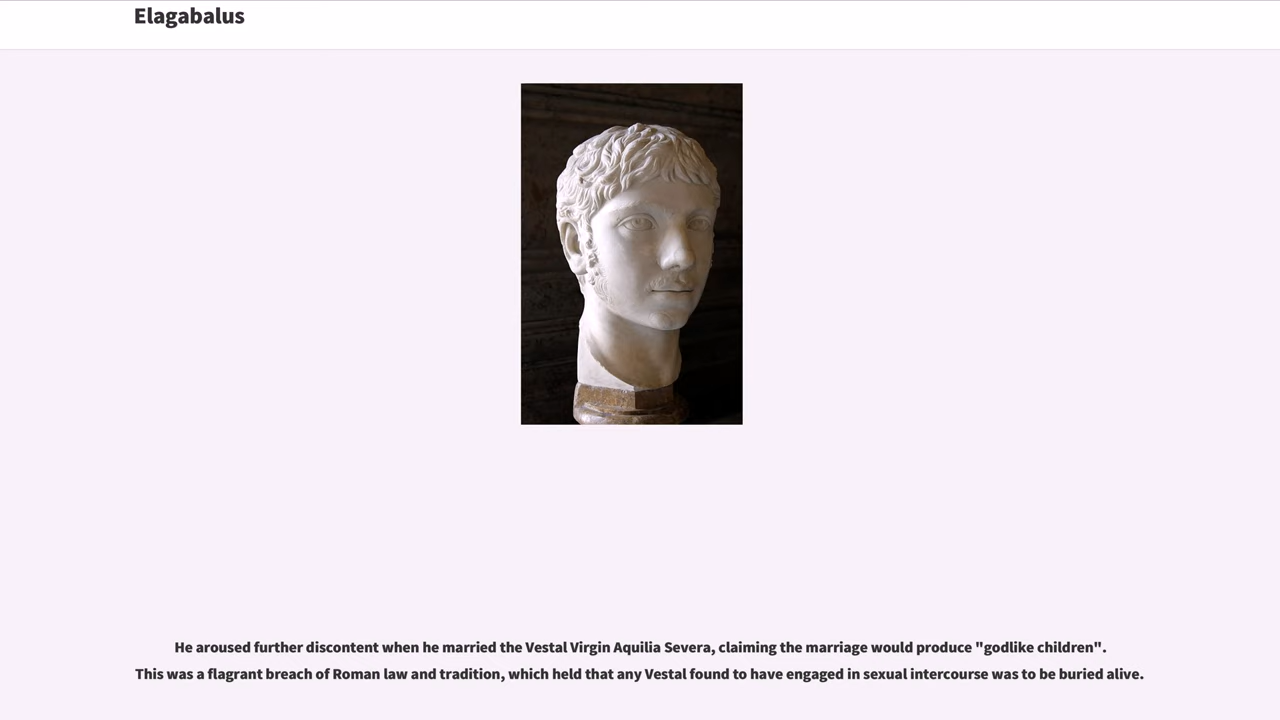 Elagabalus
He aroused further discontent when he married the Vestal Virgin Aquilia Severa, claiming the marriage would produce "godlike children".
This was a flagrant breach of Roman law and tradition, which held that any Vestal found to have engaged in sexual intercourse was to be buried alive.